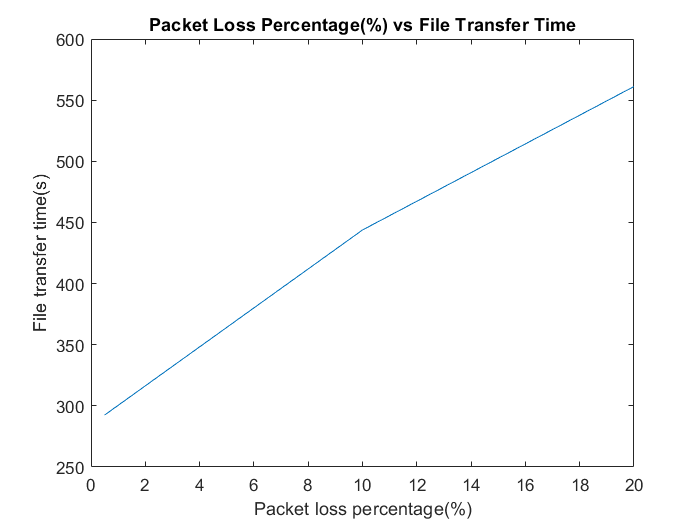 Packet Loss Percentage(%) vs File Transfer Time
600
550
500
450
400
350
300
250
File transfer time(s)
0 2 4 6 8 10 12 14 16 18 20
Packet loss percentage(%)